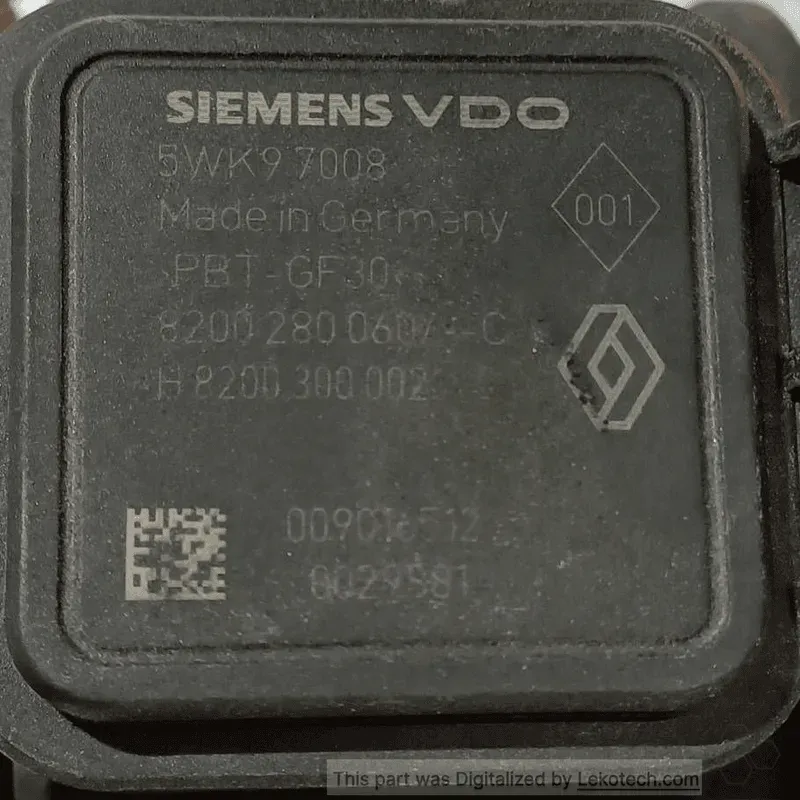 SIEMENS VDO
5WK9 7008
Made in Germany
001
>PBT-GF30<
8200 280 060
H 8200 300 002
This part was Digitalized by Lekotech.com